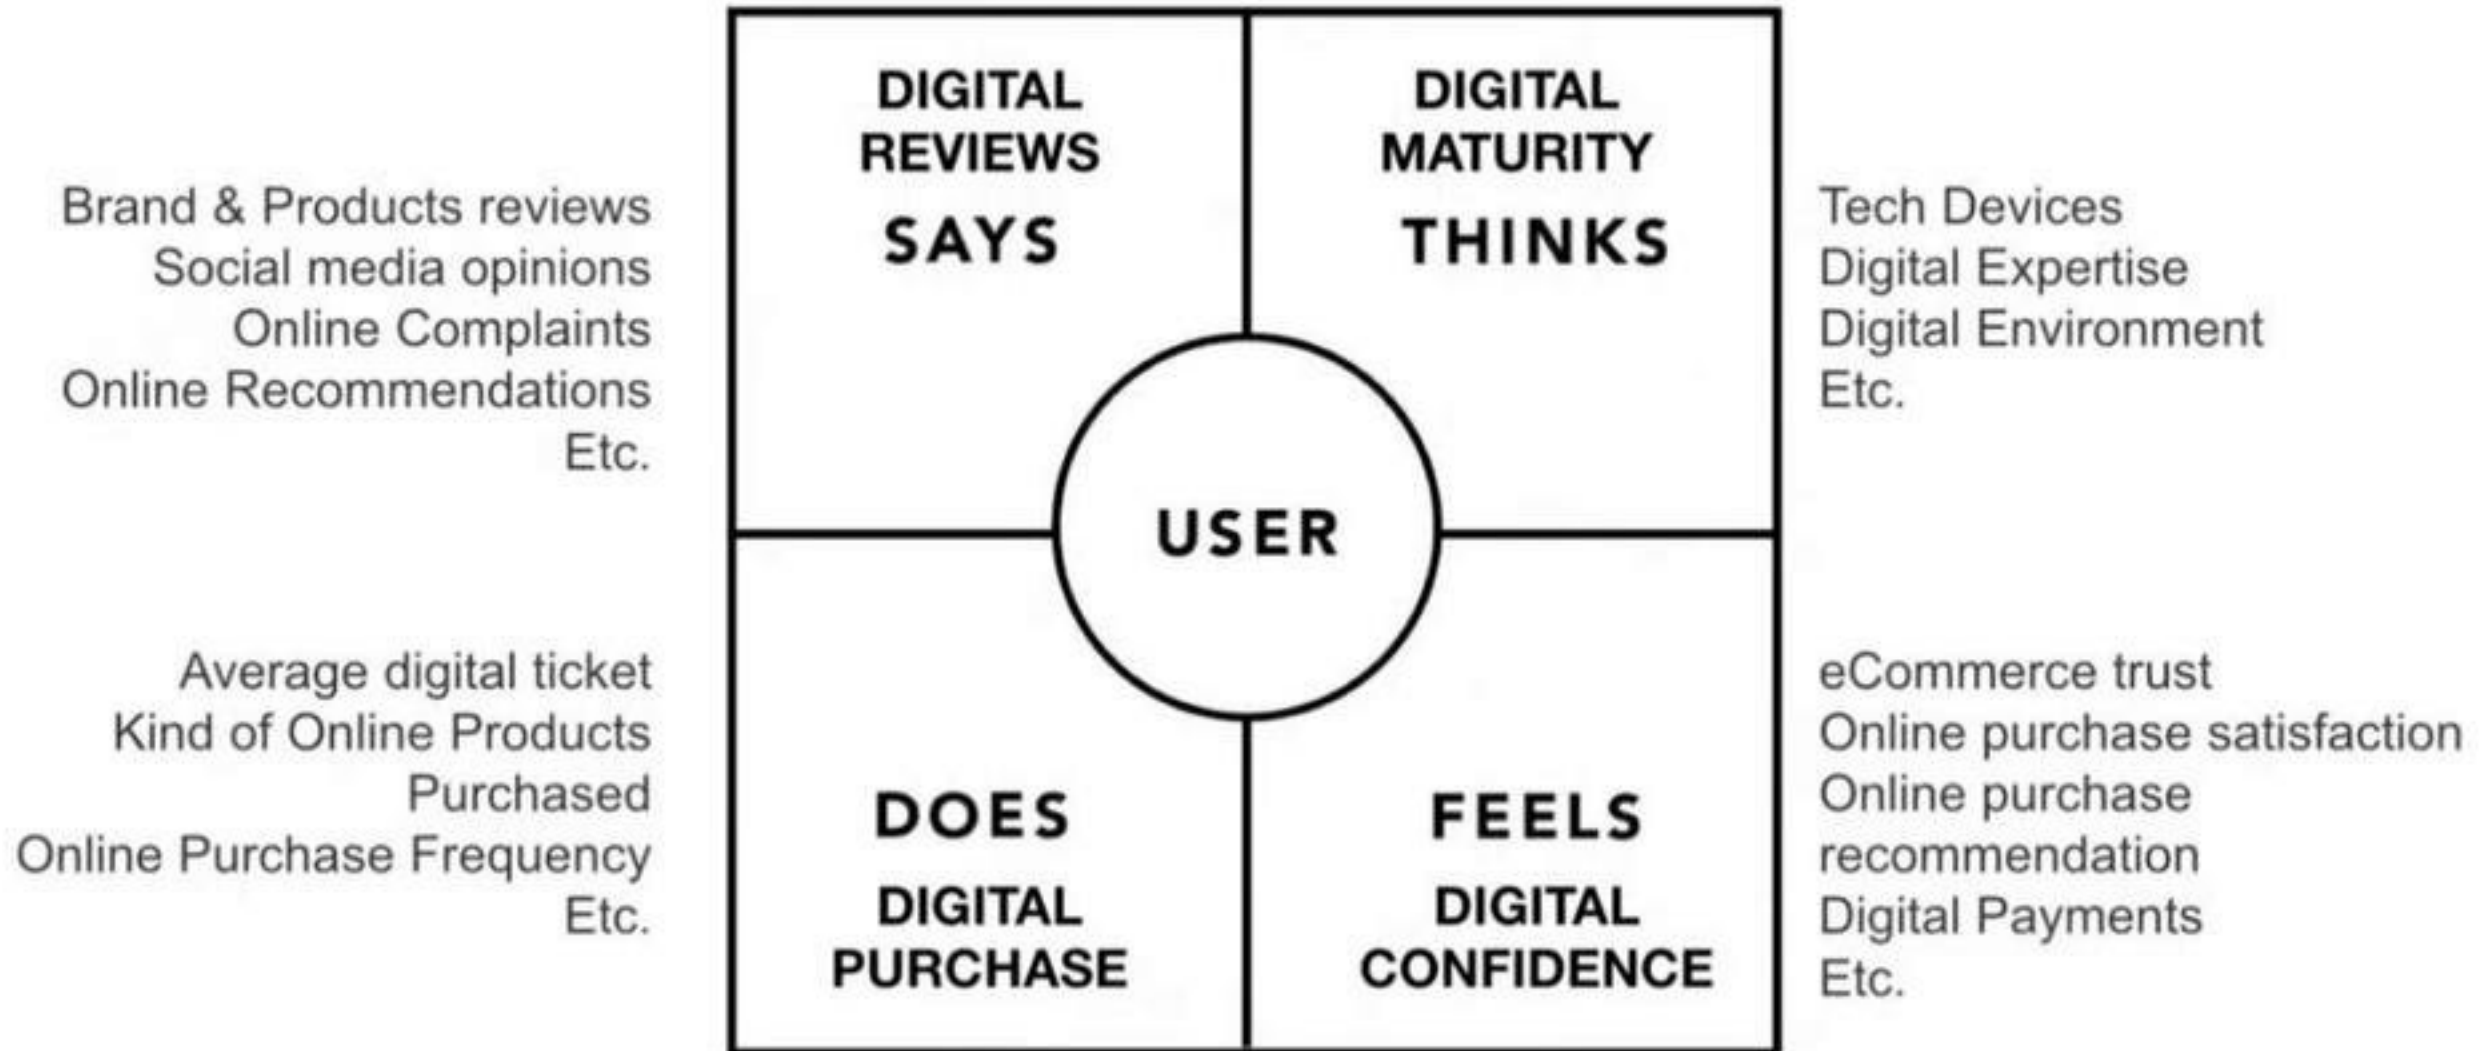 DIGITAL
REVIEWS
SAYS
Brand & Products reviews
Social media opinions
Online Complaints
Online Recommendations
Etc.
DIGITAL
MATURITY
THINKS
Tech Devices
Digital Expertise
Digital Environment
Etc.
USER
Average digital ticket
Kind of Online Products
Purchased
Online Purchase Frequency
Etc.
DOES
DIGITAL
PURCHASE
FEELS
DIGITAL
CONFIDENCE
eCommerce trust
Online purchase satisfaction
Online purchase
recommendation
Digital Payments
Etc.